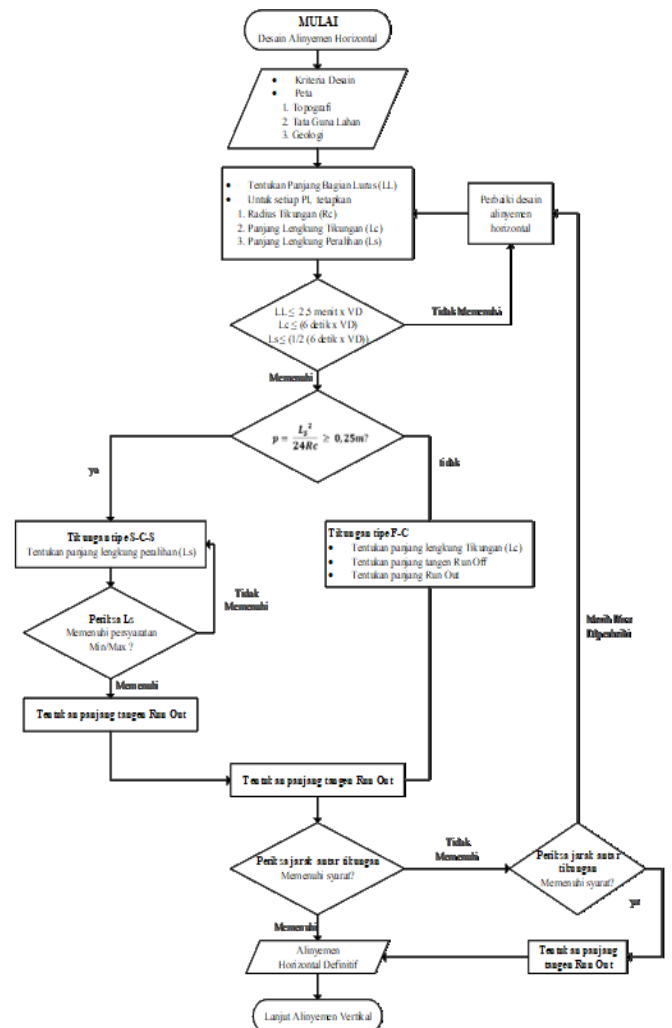 MULAI
Desain Alinyemen Horizontal
• Kriteria Desain
• Peta
1. Topografi
2. Tata Guna Lahan
3. Geologi
• Tentukan Panjang Bagian Lurus (LL)
• Untuk setiap PI, tetapkan
1. Radius Tikungan (Rc)
2. Panjang Lengkung Tikungan (Lc)
3. Panjang Lengkung Peralihan (Ls)
Perbaiki desain
alinyemen
horizontal
LL ≤ 2,5 menit x VD
Lc ≤ (6 detik x VD)
Ls ≤ (1/2 (6 detik x VD))
Tidak Memenuhi
Memenuhi
p = Ls²/24Rc ≥ 0,25m?
ya
tidak
Tikungan tipe S-C-S
Tentukan panjang lengkung peralihan (Ls)
Tikungan tipe F-C
• Tentukan panjang lengkung Tikungan (Lc)
• Tentukan panjang tangen Run Off
• Tentukan panjang Run Out
Tidak
Memenuhi
Periksa Ls
Memenuhi persyaratan
Min/Max ?
Masih Bisa
Diperbaiki
Memenuhi
Tentukan panjang tangen Run Out
Tentukan panjang tangen Run Out
Periksa jarak antar tikungan
Memenuhi syarat?
Tidak
Memenuhi
Periksa jarak antar
tikungan
Memenuhi syarat?
ya
Memenuhi
Alinyemen
Horizontal Definitif
Tentukan panjang
tangen Run Out
Lanjut Alinyemen Vertikal